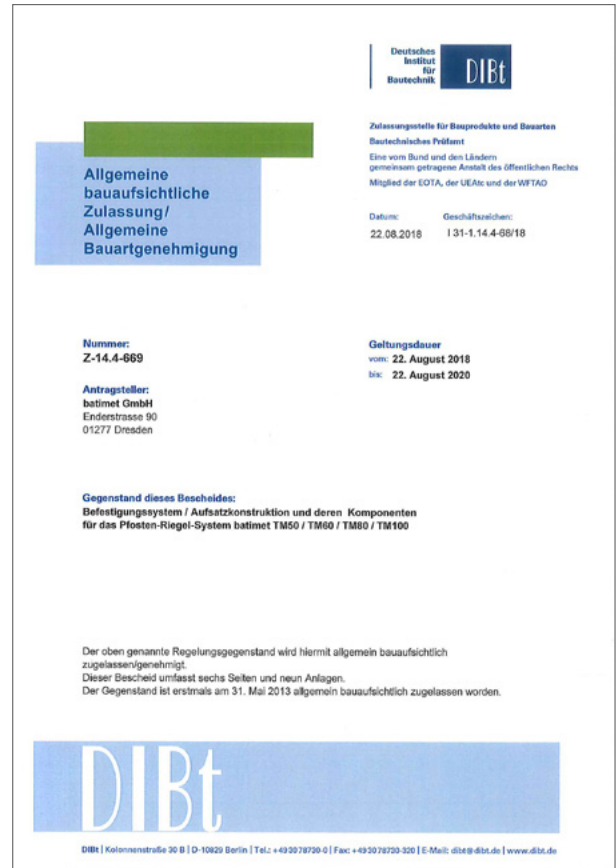 Deutsches
Institut
für
Bautechnik
DIBt
Zulassungsstelle für Bauprodukte und Bauarten
Bautechnisches Prüfamt
Eine vom Bund und den Ländern
gemeinsam getragene Anstalt des öffentlichen Rechts
Mitglied der EOTA, der UEAtc und der WFTAO
Allgemeine
bauaufsichtliche
Zulassung/
Allgemeine
Bauartgenehmigung
Datum: Geschäftszeichen:
22.08.2018 I 31-1.14.4-68/18
Nummer:
Z-14.4-669
Geltungsdauer
vom: 22. August 2018
bis: 22. August 2020
Antragsteller:
batimet GmbH
Enderstrasse 90
01277 Dresden
Gegenstand dieses Bescheides:
Befestigungssystem / Aufsatzkonstruktion und deren Komponenten
für das Pfosten-Riegel-System batimet TM50 / TM60 / TM80 / TM100
Der oben genannte Regelungsgegenstand wird hiermit allgemein bauaufsichtlich
zugelassen/genehmigt.
Dieser Bescheid umfasst sechs Seiten und neun Anlagen.
Der Gegenstand ist erstmals am 31. Mai 2013 allgemein bauaufsichtlich zugelassen worden.
DIBt
DIBt | Kolonnenstraße 30 B | D-10829 Berlin | Tel.: +493078730-0 | Fax: +493078730-320 | E-Mail: dibt@dibt.de | www.dibt.de